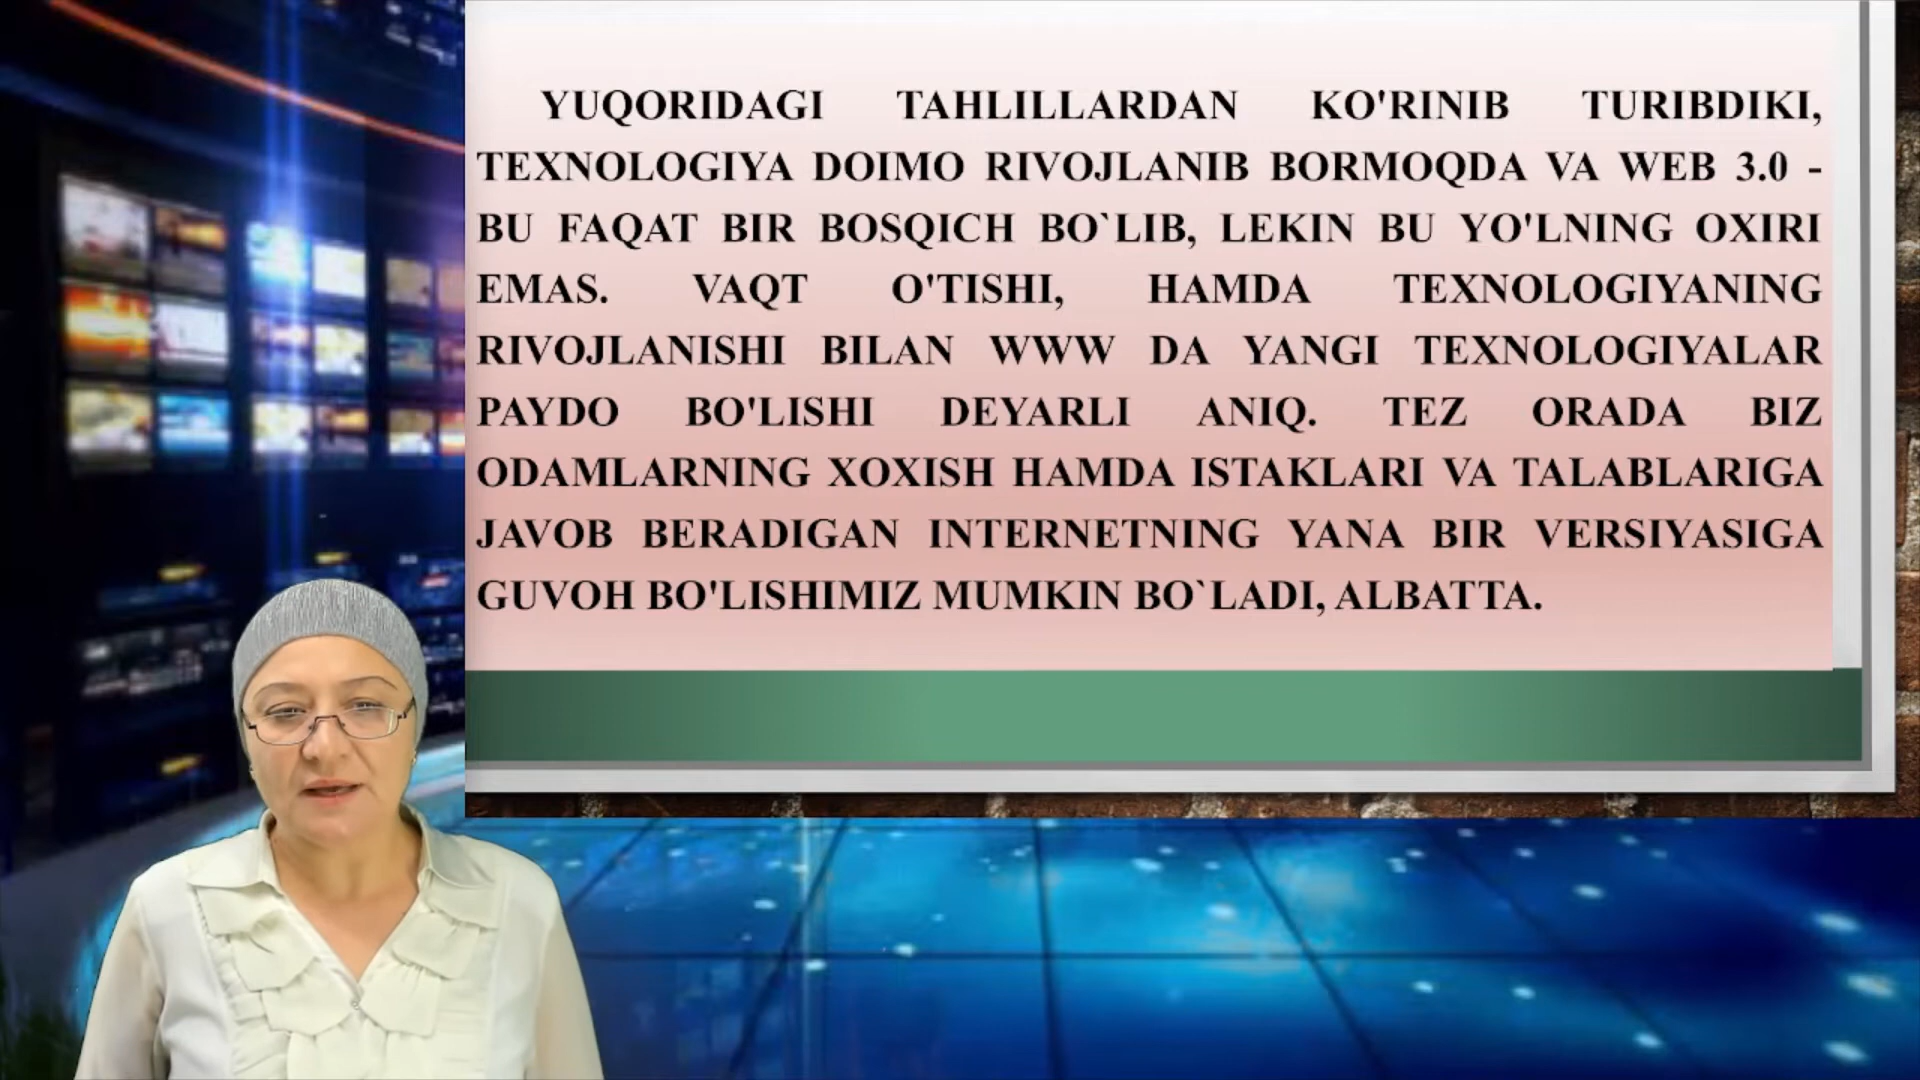 YUQORIDAGI TAHLILLARDAN KO'RINIB TURIBDIKI,
TEXNOLOGIYA DOIMO RIVOJLANIB BORMOQDA VA WEB 3.0 -
BU FAQAT BIR BOSQICH BO`LIB, LEKIN BU YO'LNING OXIRI
EMAS. VAQT O'TISHI, HAMDA TEXNOLOGIYANING
RIVOJLANISHI BILAN WWW DA YANGI TEXNOLOGIYALAR
PAYDO BO'LISHI DEYARLI ANIQ. TEZ ORADA BIZ
ODAMLARNING XOXISH HAMDA ISTAKLARI VA TALABLARIGA
JAVOB BERADIGAN INTERNETNING YANA BIR VERSIYASIGA
GUVOH BO'LISHIMIZ MUMKIN BO`LADI, ALBATTA.